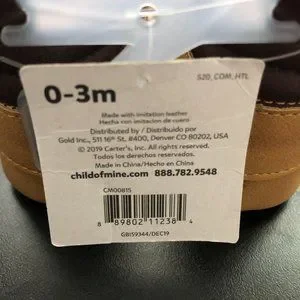 S20_COM_HTL
0-3m
Made with imitation leather
Hecha con imitacion de cuero
Distributed by / Distribuido por
Gold Inc., 511 16th St, #400, Denver CO 80202, USA
© 2019 Carter's, Inc. All rights reserved
Todos los derechos reservados
Made in China/Hecho en China
childofmine.com 888.782.9548
CM00815
8 89802 11238 4
GBI59344/DEC19